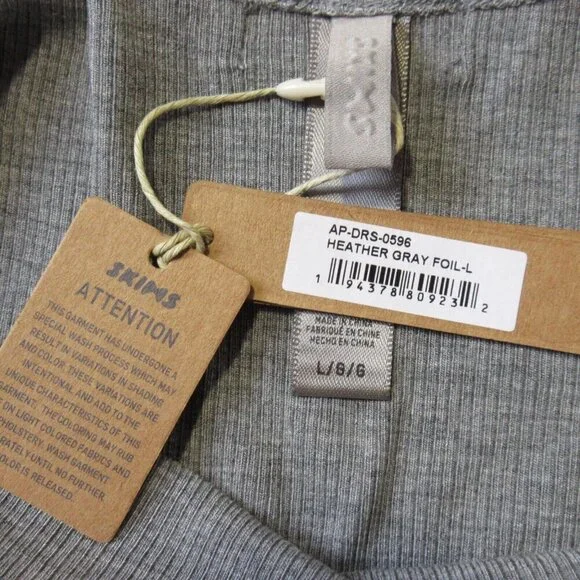 SKIMS
AP-DRS-0596
HEATHER GRAY FOIL-L
1 94378 80923 2
MADE IN CHINA
FABRIQUÉ EN CHINE
HECHO EN CHINA
L/G/G
SKIMS
ATTENTION
THIS GARMENT HAS UNDERGONE A
SPECIAL WASH PROCESS WHICH MAY
RESULT IN VARIATIONS IN SHADING
AND COLOR. THESE VARIATIONS ARE
INTENTIONAL AND ADD TO THE
UNIQUE CHARACTERISTICS OF THIS
GARMENT. THE COLORING MAY RUB
ON LIGHT COLORED FABRICS AND
UPHOLSTERY. WASH GARMENT
UNTIL NO FURTHER
COLOR IS RELEASED.